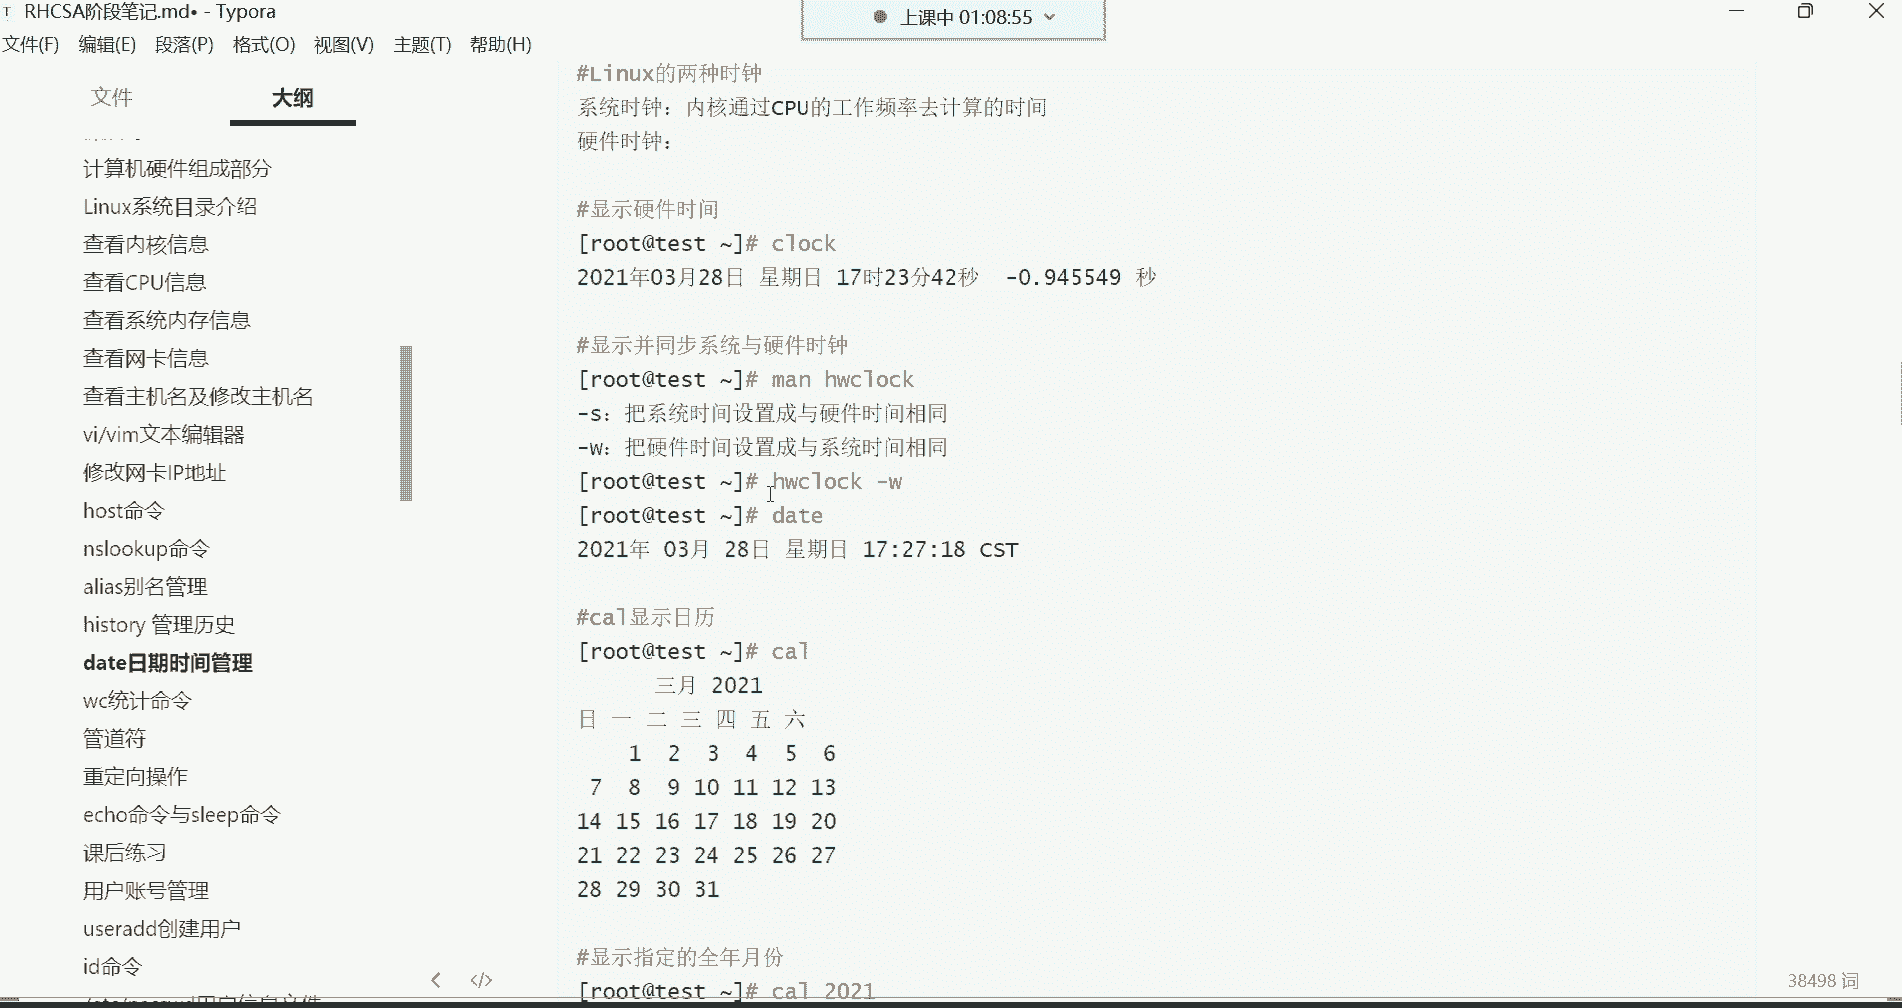 RHCSA阶段笔记.md• - Typora
上课中 01:08:55
文件(F) 编辑(E) 段落(P) 格式(O) 视图(V) 主题(T) 帮助(H)
文件 大纲
计算机硬件组成部分
Linux系统目录介绍
查看内核信息
查看CPU信息
查看系统内存信息
查看网卡信息
查看主机名及修改主机名
vi/vim文本编辑器
修改网卡IP地址
host命令
nslookup命令
alias别名管理
history 管理历史
date日期时间管理
wc统计命令
管道符
重定向操作
echo命令与sleep命令
课后练习
用户账号管理
useradd创建用户
id命令
#Linux的两种时钟
系统时钟：内核通过CPU的工作频率去计算的时间
硬件时钟：
#显示硬件时间
[root@test ~]# clock
2021年03月28日 星期日 17时23分42秒 -0.945549 秒
#显示并同步系统与硬件时钟
[root@test ~]# man hwclock
-s：把系统时间设置成与硬件时间相同
-w：把硬件时间设置成与系统时间相同
[root@test ~]# hwclock -w
[root@test ~]# date
2021年 03月 28日 星期日 17:27:18 CST
#cal显示日历
[root@test ~]# cal
三月 2021
日 一 二 三 四 五 六
1 2 3 4 5 6
7 8 9 10 11 12 13
14 15 16 17 18 19 20
21 22 23 24 25 26 27
28 29 30 31
#显示指定的全年月份
[root@test ~]# cal 2021
38498 词